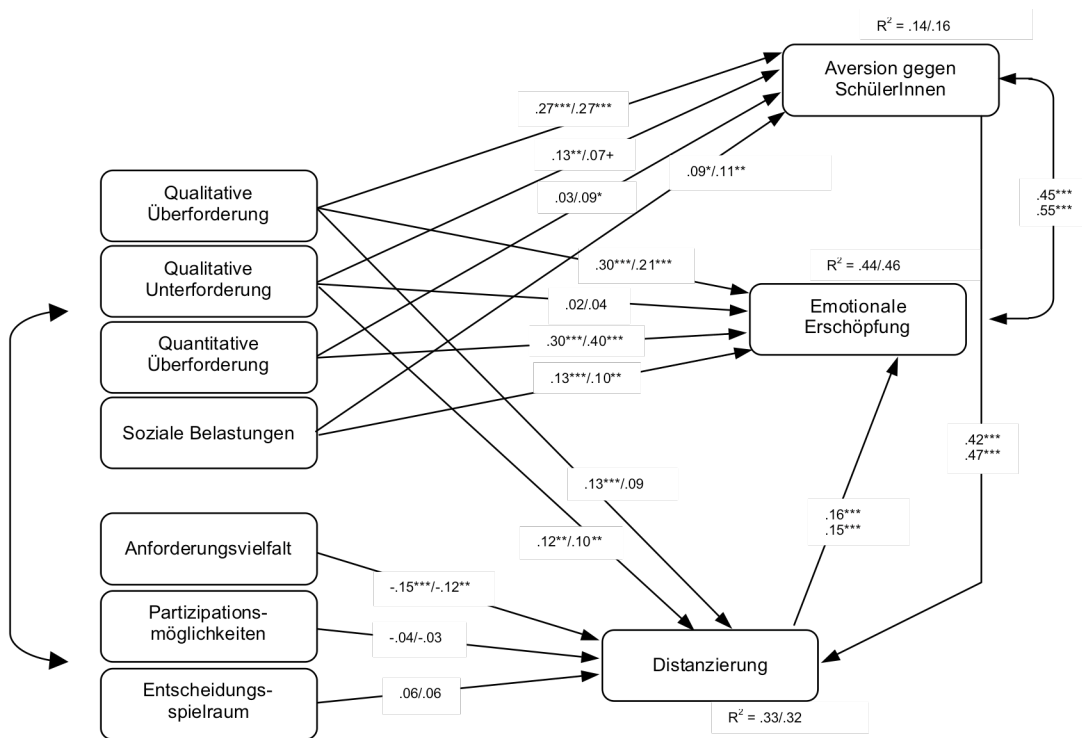 R² = .14/.16
Aversion gegen
SchülerInnen
.27***/.27***
.13**/.07+
.09*/.11**
.03/.09*
.45***
.55***
Qualitative
Überforderung
Qualitative
Unterforderung
Quantitative
Überforderung
Soziale Belastungen
.30***/.21***
R² = .44/.46
.02/.04
Emotionale
Erschöpfung
.30***/.40***
.13***/.10**
.42***
.47***
.13***/.09
.16***
.15***
.12**/.10**
Anforderungsvielfalt
-.15***/-.12**
Partizipations-
möglichkeiten
-.04/-.03
Distanzierung
Entscheidungs-
spielraum
.06/.06
R² = .33/.32